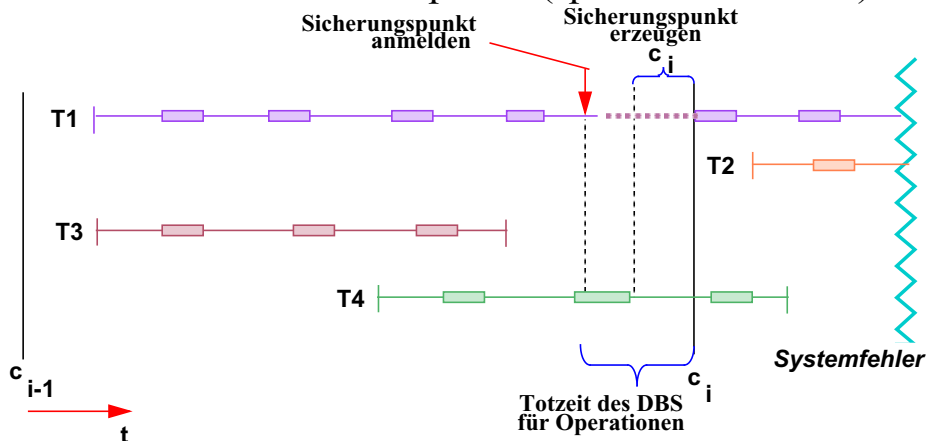 Sicherungspunkt
anmelden
Sicherungspunkt
erzeugen
c i
T1
T2
T3
T4
Systemfehler
c i-1
c i
Totzeit des DBS
für Operationen
t